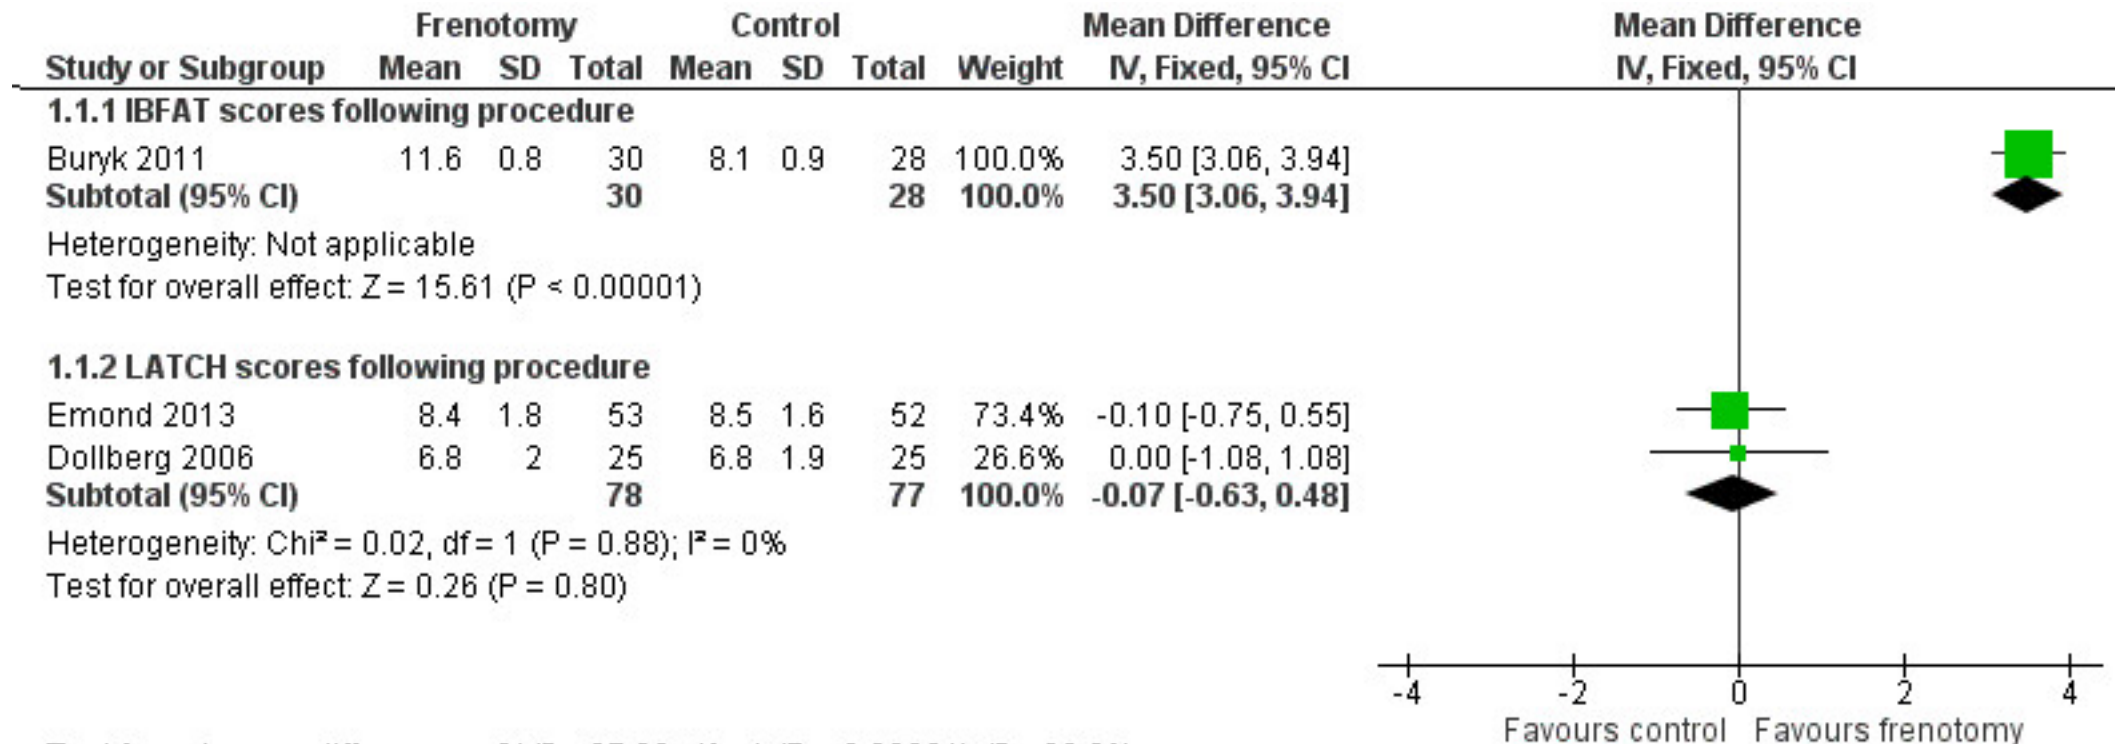 Frenotomy Control Mean Difference Mean Difference
Study or Subgroup Mean SD Total Mean SD Total Weight IV, Fixed, 95% CI IV, Fixed, 95% CI
1.1.1 IBFAT scores following procedure
Buryk 2011 11.6 0.8 30 8.1 0.9 28 100.0% 3.50 [3.06, 3.94]
Subtotal (95% CI) 30 28 100.0% 3.50 [3.06, 3.94]
Heterogeneity: Not applicable
Test for overall effect: Z = 15.61 (P < 0.00001)
1.1.2 LATCH scores following procedure
Emond 2013 8.4 1.8 53 8.5 1.6 52 73.4% -0.10 [-0.75, 0.55]
Dollberg 2006 6.8 2 25 6.8 1.9 25 26.6% 0.00 [-1.08, 1.08]
Subtotal (95% CI) 78 77 100.0% -0.07 [-0.63, 0.48]
Heterogeneity: Chi² = 0.02, df = 1 (P = 0.88); I² = 0%
Test for overall effect: Z = 0.26 (P = 0.80)
-4 -2 0 2 4
Favours control Favours frenotomy